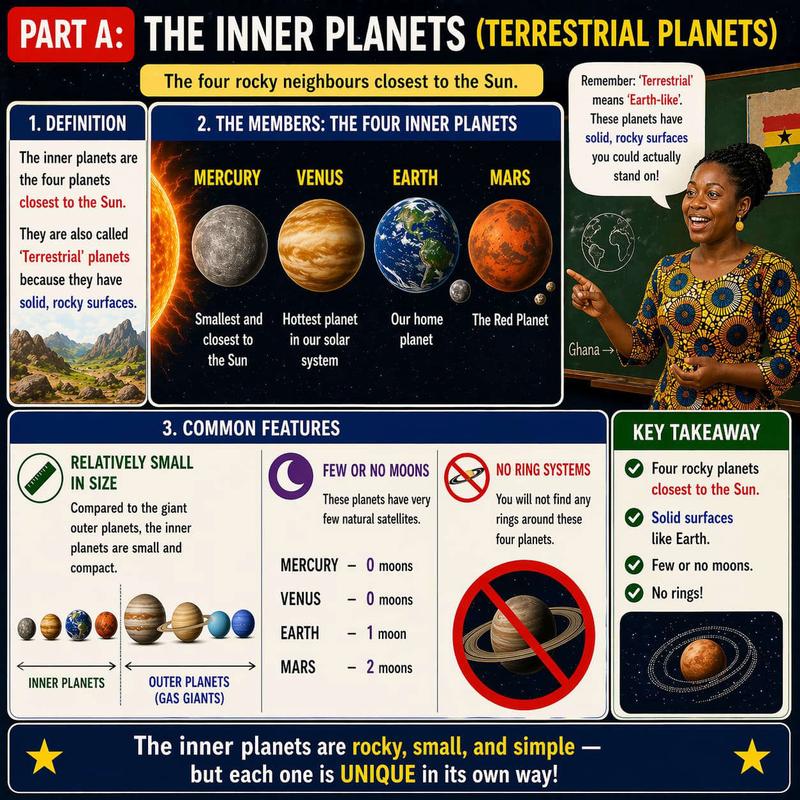 PART A: THE INNER PLANETS (TERRESTRIAL PLANETS)
The four rocky neighbours closest to the Sun.
Remember: ‘Terrestrial’
means ‘Earth-like’.
These planets have
solid, rocky surfaces
you could actually
stand on!
1. DEFINITION
The inner planets are
the four planets
closest to the Sun.
They are also called
‘Terrestrial’ planets
because they have
solid, rocky surfaces.
2. THE MEMBERS: THE FOUR INNER PLANETS
MERCURY
Smallest and
closest to
the Sun
VENUS
Hottest planet
in our solar
system
EARTH
Our home
planet
MARS
The Red Planet
Ghana→
3. COMMON FEATURES
RELATIVELY SMALL
IN SIZE
Compared to the giant
outer planets, the inner
planets are small and
compact.
INNER PLANETS
OUTER PLANETS
(GAS GIANTS)
FEW OR NO MOONS
These planets have very
few natural satellites.
MERCURY – 0 moons
VENUS – 0 moons
EARTH – 1 moon
MARS – 2 moons
NO RING SYSTEMS
You will not find any
rings around these
four planets.
KEY TAKEAWAY
Four rocky planets
closest to the Sun.
Solid surfaces
like Earth.
Few or no moons.
No rings!
The inner planets are rocky, small, and simple —
but each one is UNIQUE in its own way!